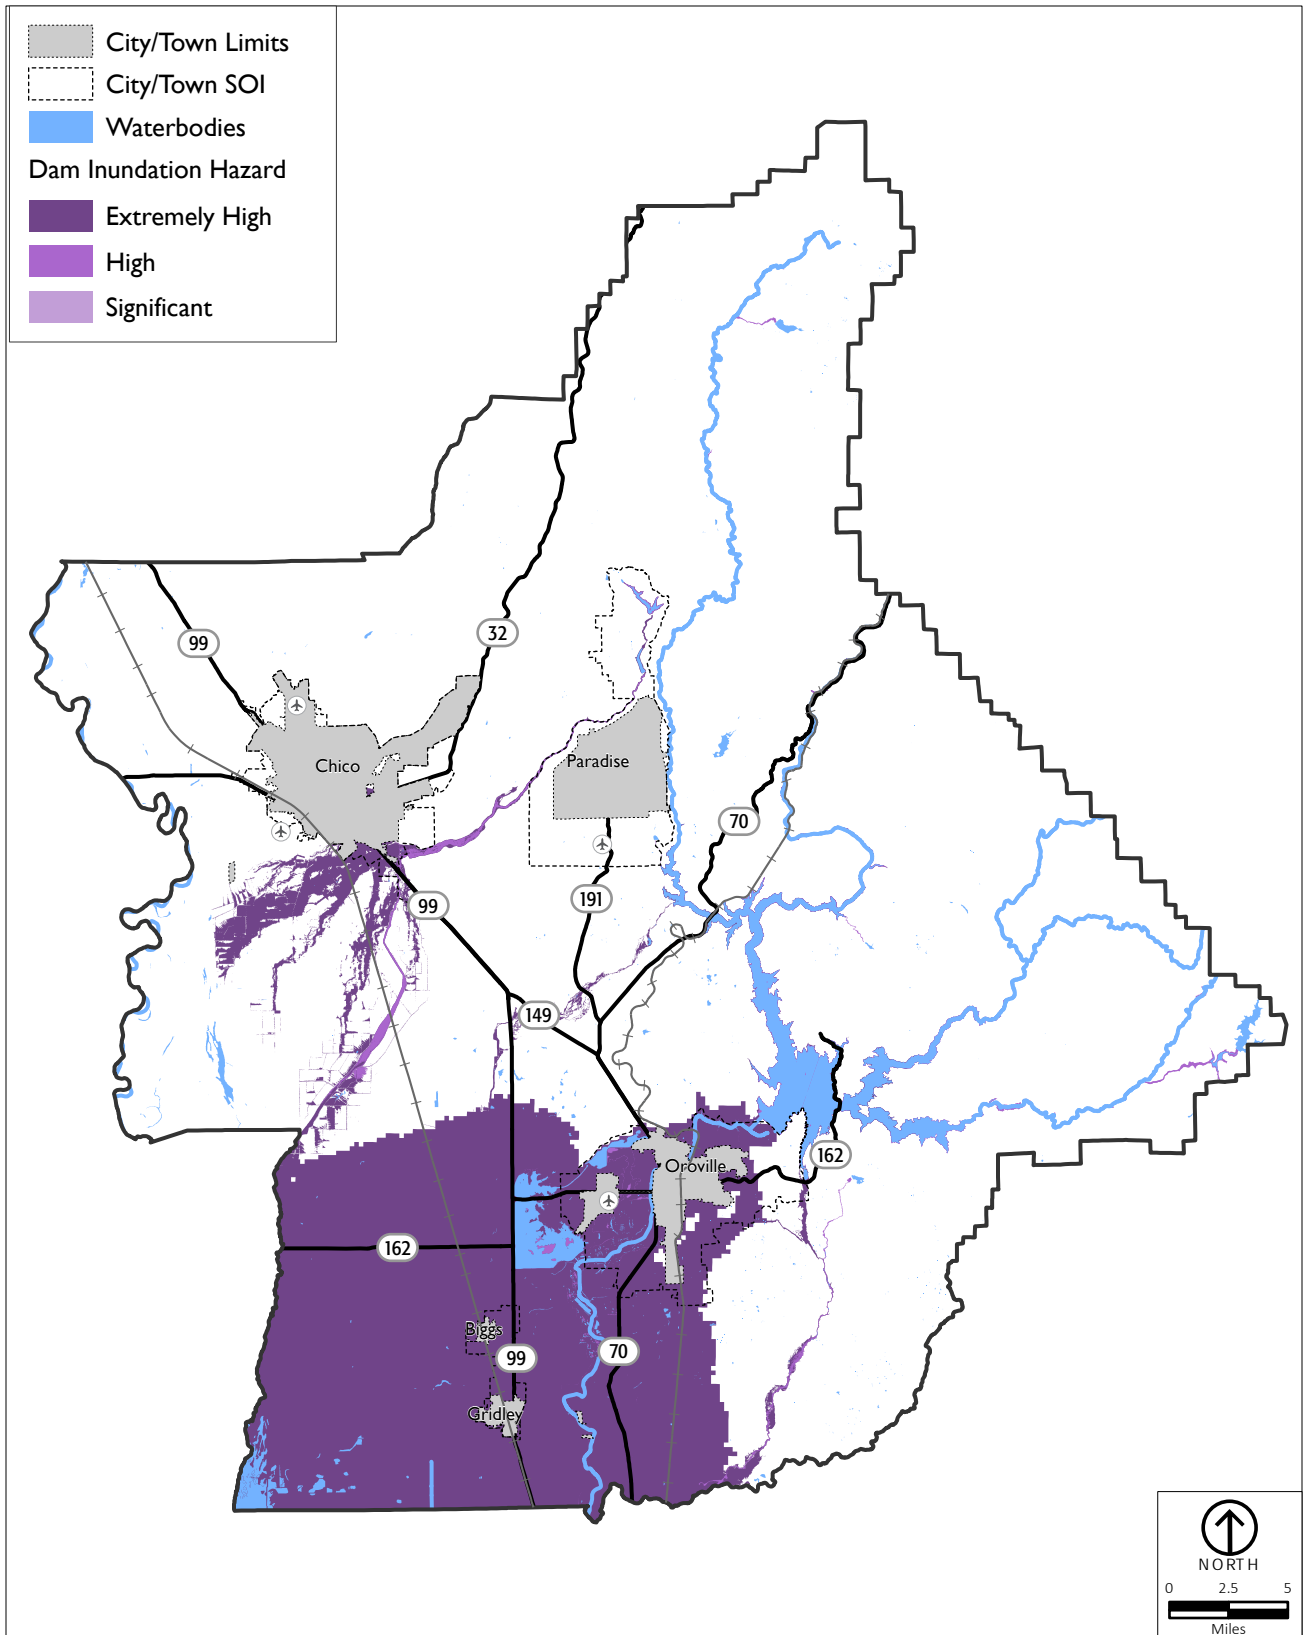 City/Town Limits
City/Town SOI
Waterbodies
Dam Inundation Hazard
Extremely High
High
Significant
99
32
Chico
Paradise
70
191
99
149
162
Oroville
162
Biggs
99
70
Gridley
NORTH
0 2.5 5
Miles